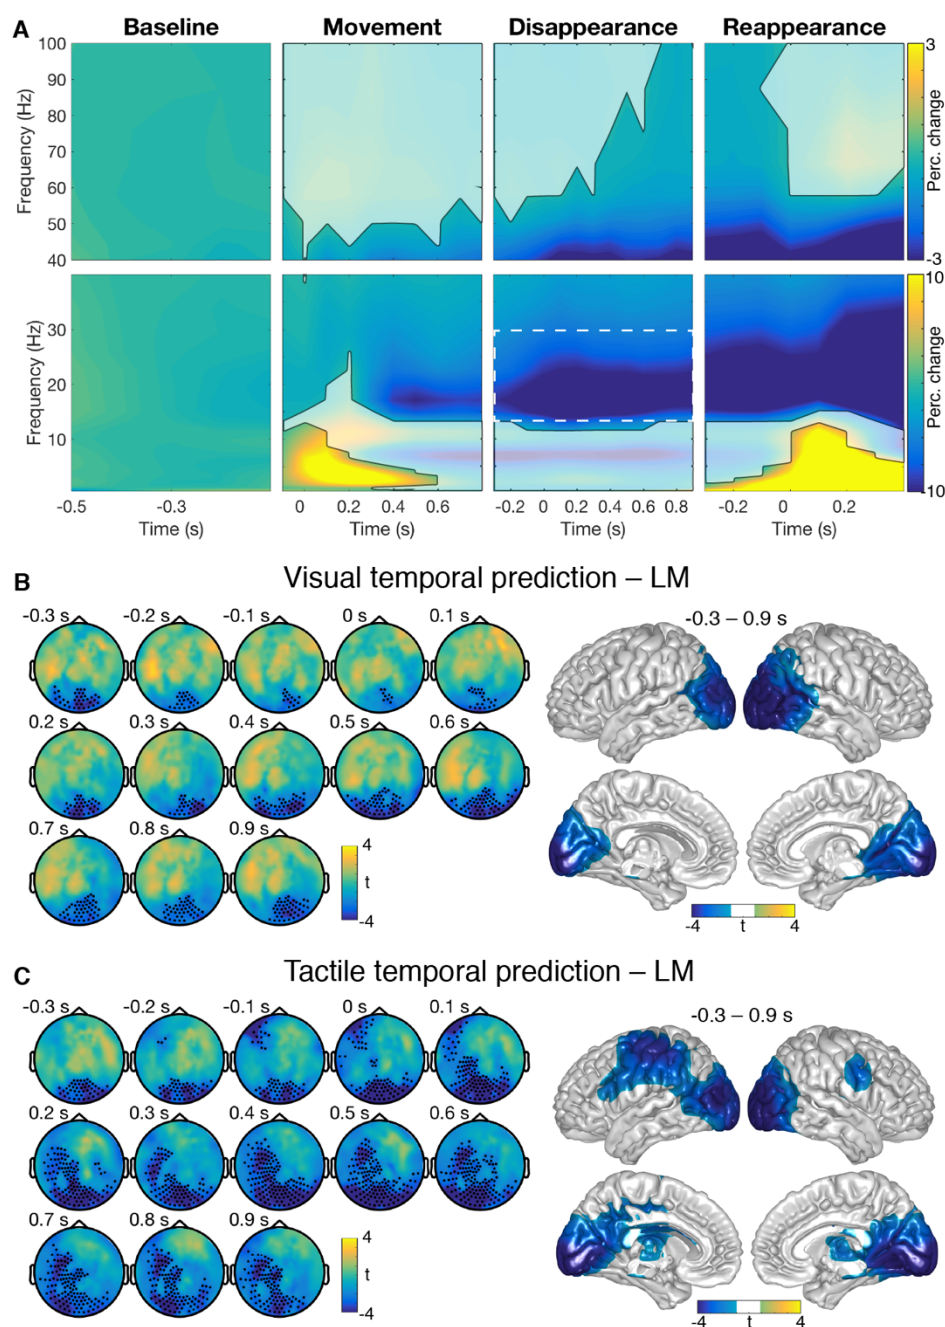 A
Baseline Movement Disappearance Reappearance
Frequency (Hz)
100
90
80
70
60
50
40
3
Perc. change
-3
Frequency (Hz)
30
20
10
10
Perc. change
-10
-0.5 -0.3 0 0.2 0.4 0.6 -0.2 0 0.2 0.4 0.6 0.8 -0.2 0 0.2
Time (s) Time (s) Time (s) Time (s)
B
Visual temporal prediction – LM
-0.3 s -0.2 s -0.1 s 0 s 0.1 s
0.2 s 0.3 s 0.4 s 0.5 s 0.6 s
0.7 s 0.8 s 0.9 s
4
t
-4
-0.3 – 0.9 s
-4 t 4
C
Tactile temporal prediction – LM
-0.3 s -0.2 s -0.1 s 0 s 0.1 s
0.2 s 0.3 s 0.4 s 0.5 s 0.6 s
0.7 s 0.8 s 0.9 s
4
t
-4
-0.3 – 0.9 s
-4 t 4